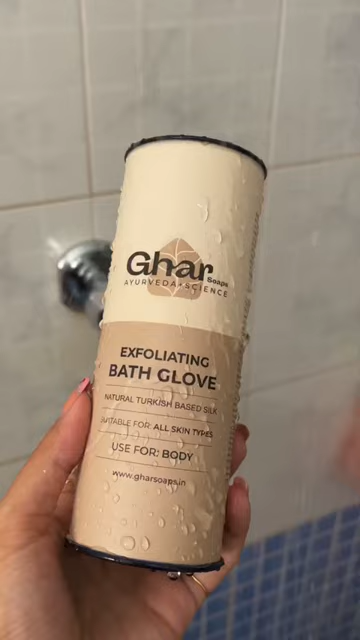 Ghar
Soaps
AYURVEDA+SCIENCE
EXFOLIATING
BATH GLOVE
NATURAL TURKISH BASED SILK
SUITABLE FOR: ALL SKIN TYPES
USE FOR: BODY
www.gharsoaps.in